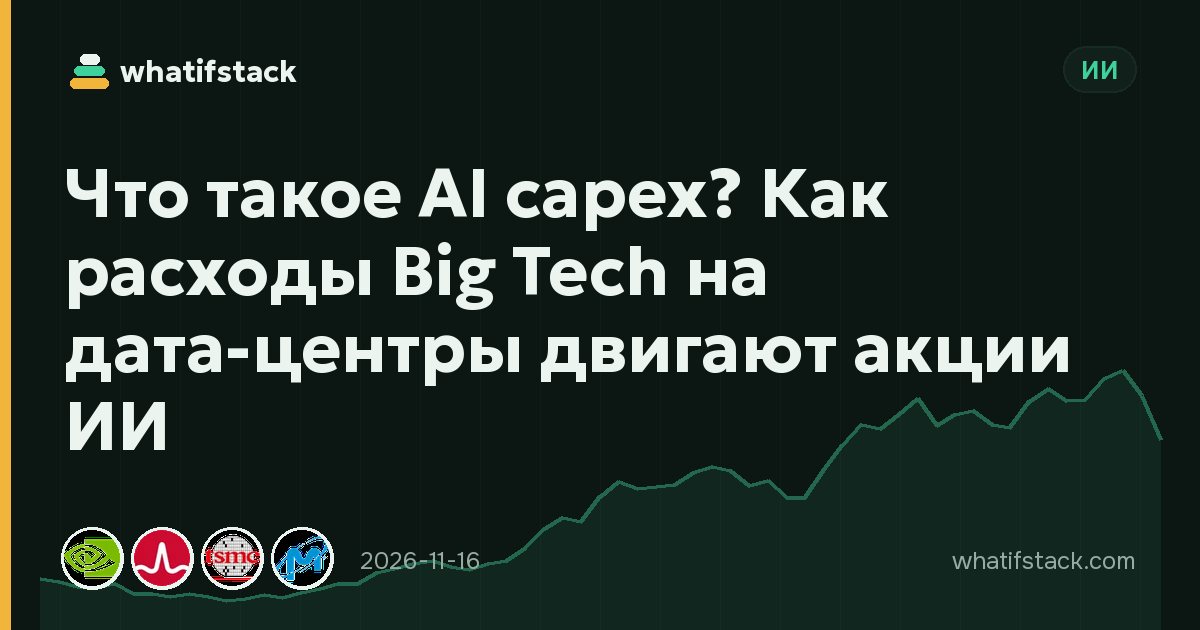 whatifstack
ИИ
Что такое AI capex? Как
расходы Big Tech на
дата-центры двигают акции
ИИ
tsmc
2026-11-16
whatifstack.com